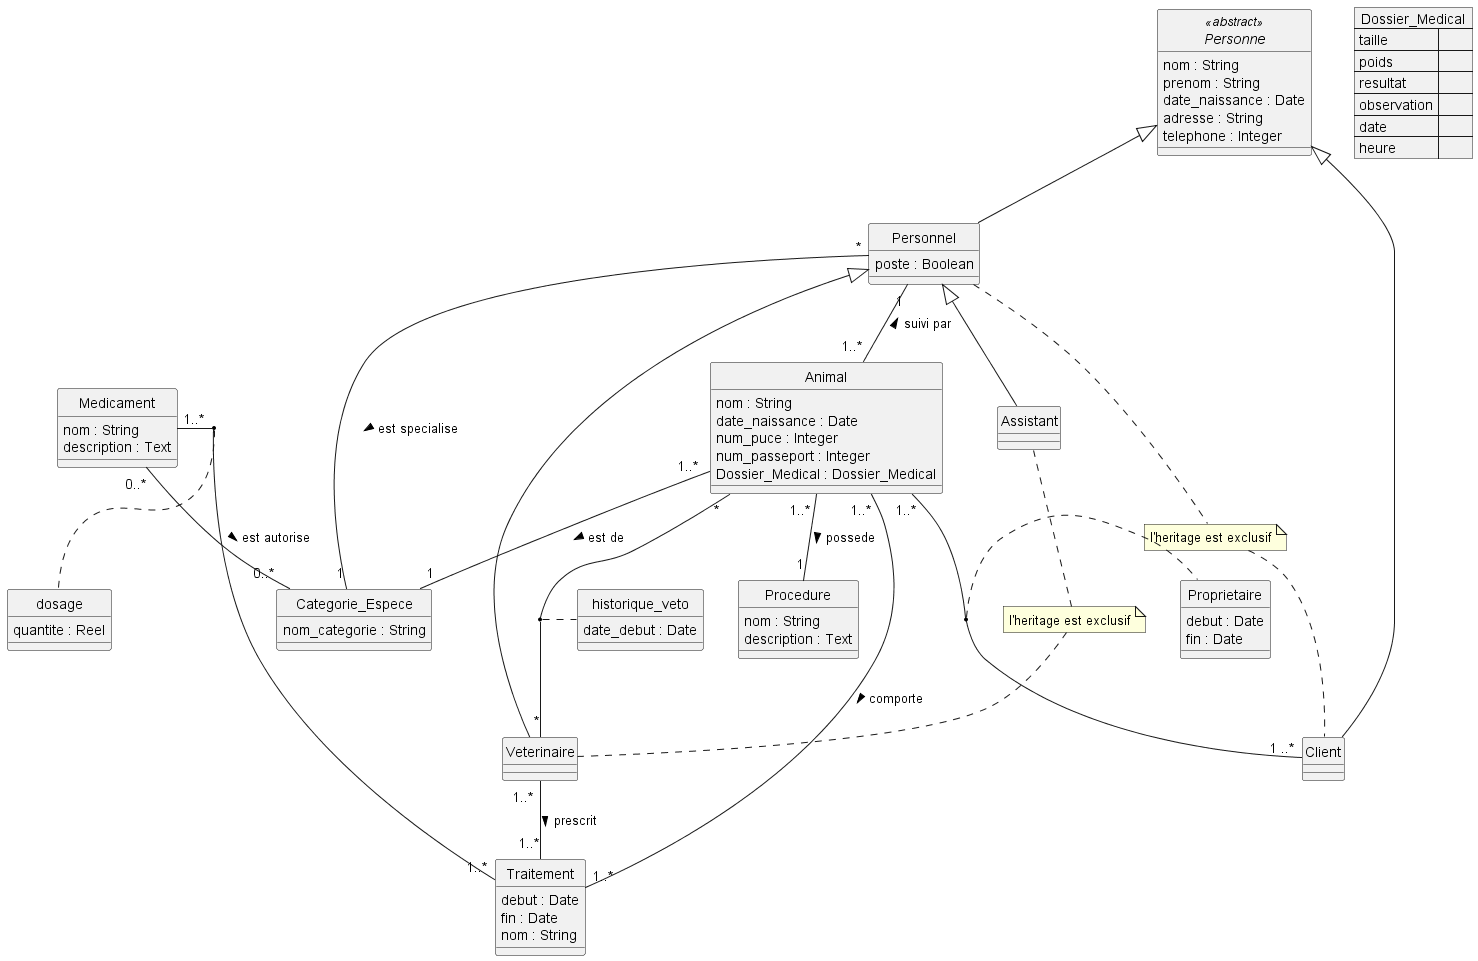 «abstract»
Personne
nom : String
prenom : String
date_naissance : Date
adresse : String
telephone : Integer
Dossier_Medical
taille
poids
resultat
observation
date
heure
Personnel
poste : Boolean
*
1
suivi par
1..*
Animal
nom : String
date_naissance : Date
num_puce : Integer
num_passeport : Integer
Dossier_Medical : Dossier_Medical
Medicament
nom : String
description : Text
1..*
est specialise
Assistant
1..*
0..*
*
1..*
1..*
1..*
est autorise
est de
possede
l'heritage est exclusif
0..*
1
1
1
dosage
quantite : Reel
Categorie_Espece
nom_categorie : String
historique_veto
date_debut : Date
Procedure
nom : String
description : Text
l'heritage est exclusif
Proprietaire
debut : Date
fin : Date
comporte
*
1 ..*
Veterinaire
Client
1..*
prescrit
1..*
1..*
1..*
Traitement
debut : Date
fin : Date
nom : String